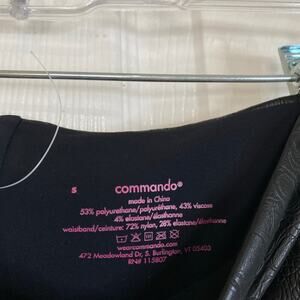 s commando®
made in China
53% polyurethane/polyuréthane, 43% viscose
4% elastane/élasthanne
waistband/ceinture: 72% nylon, 28% elastane/élasthanne
wearcommando.com
472 Meadowland Dr, S. Burlington, VT 05403
RN# 115807